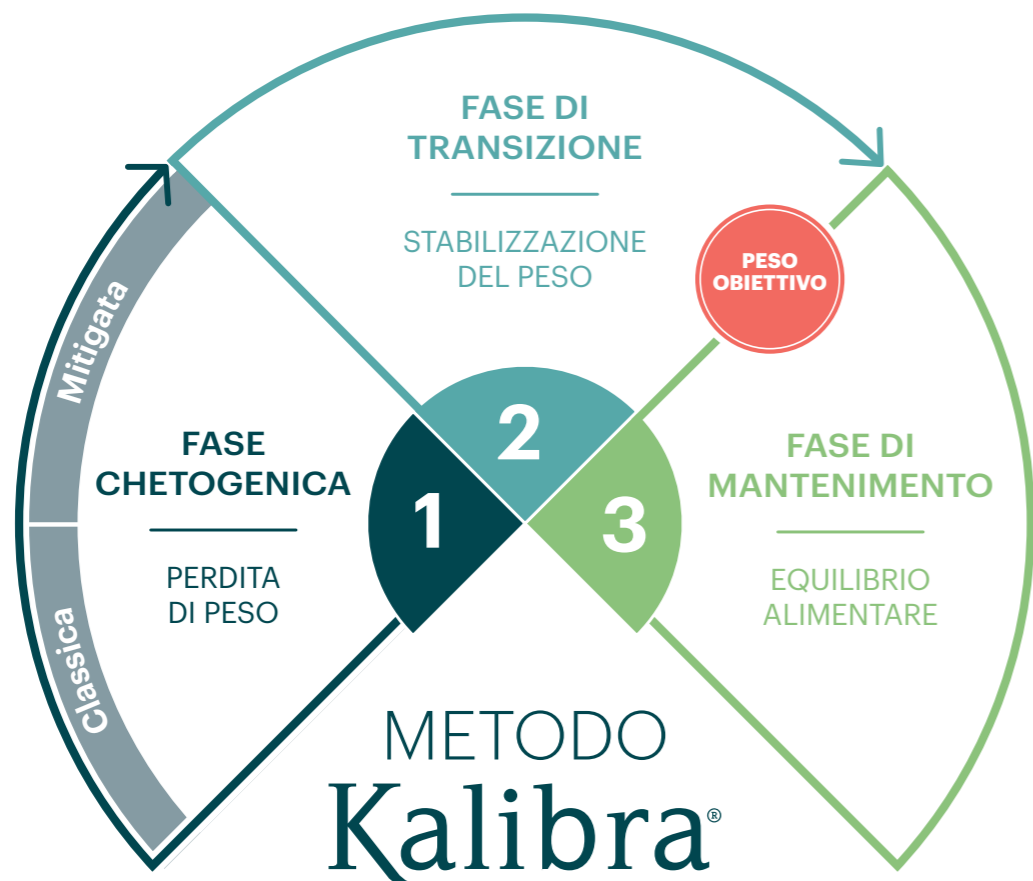 FASE DI
TRANSIZIONE
STABILIZZAZIONE
DEL PESO
PESO
OBIETTIVO
Mitigata
Classica
FASE
CHETOGENICA
PERDITA
DI PESO
1
2
3
FASE DI
MANTENIMENTO
EQUILIBRIO
ALIMENTARE
METODO
Kalibra®